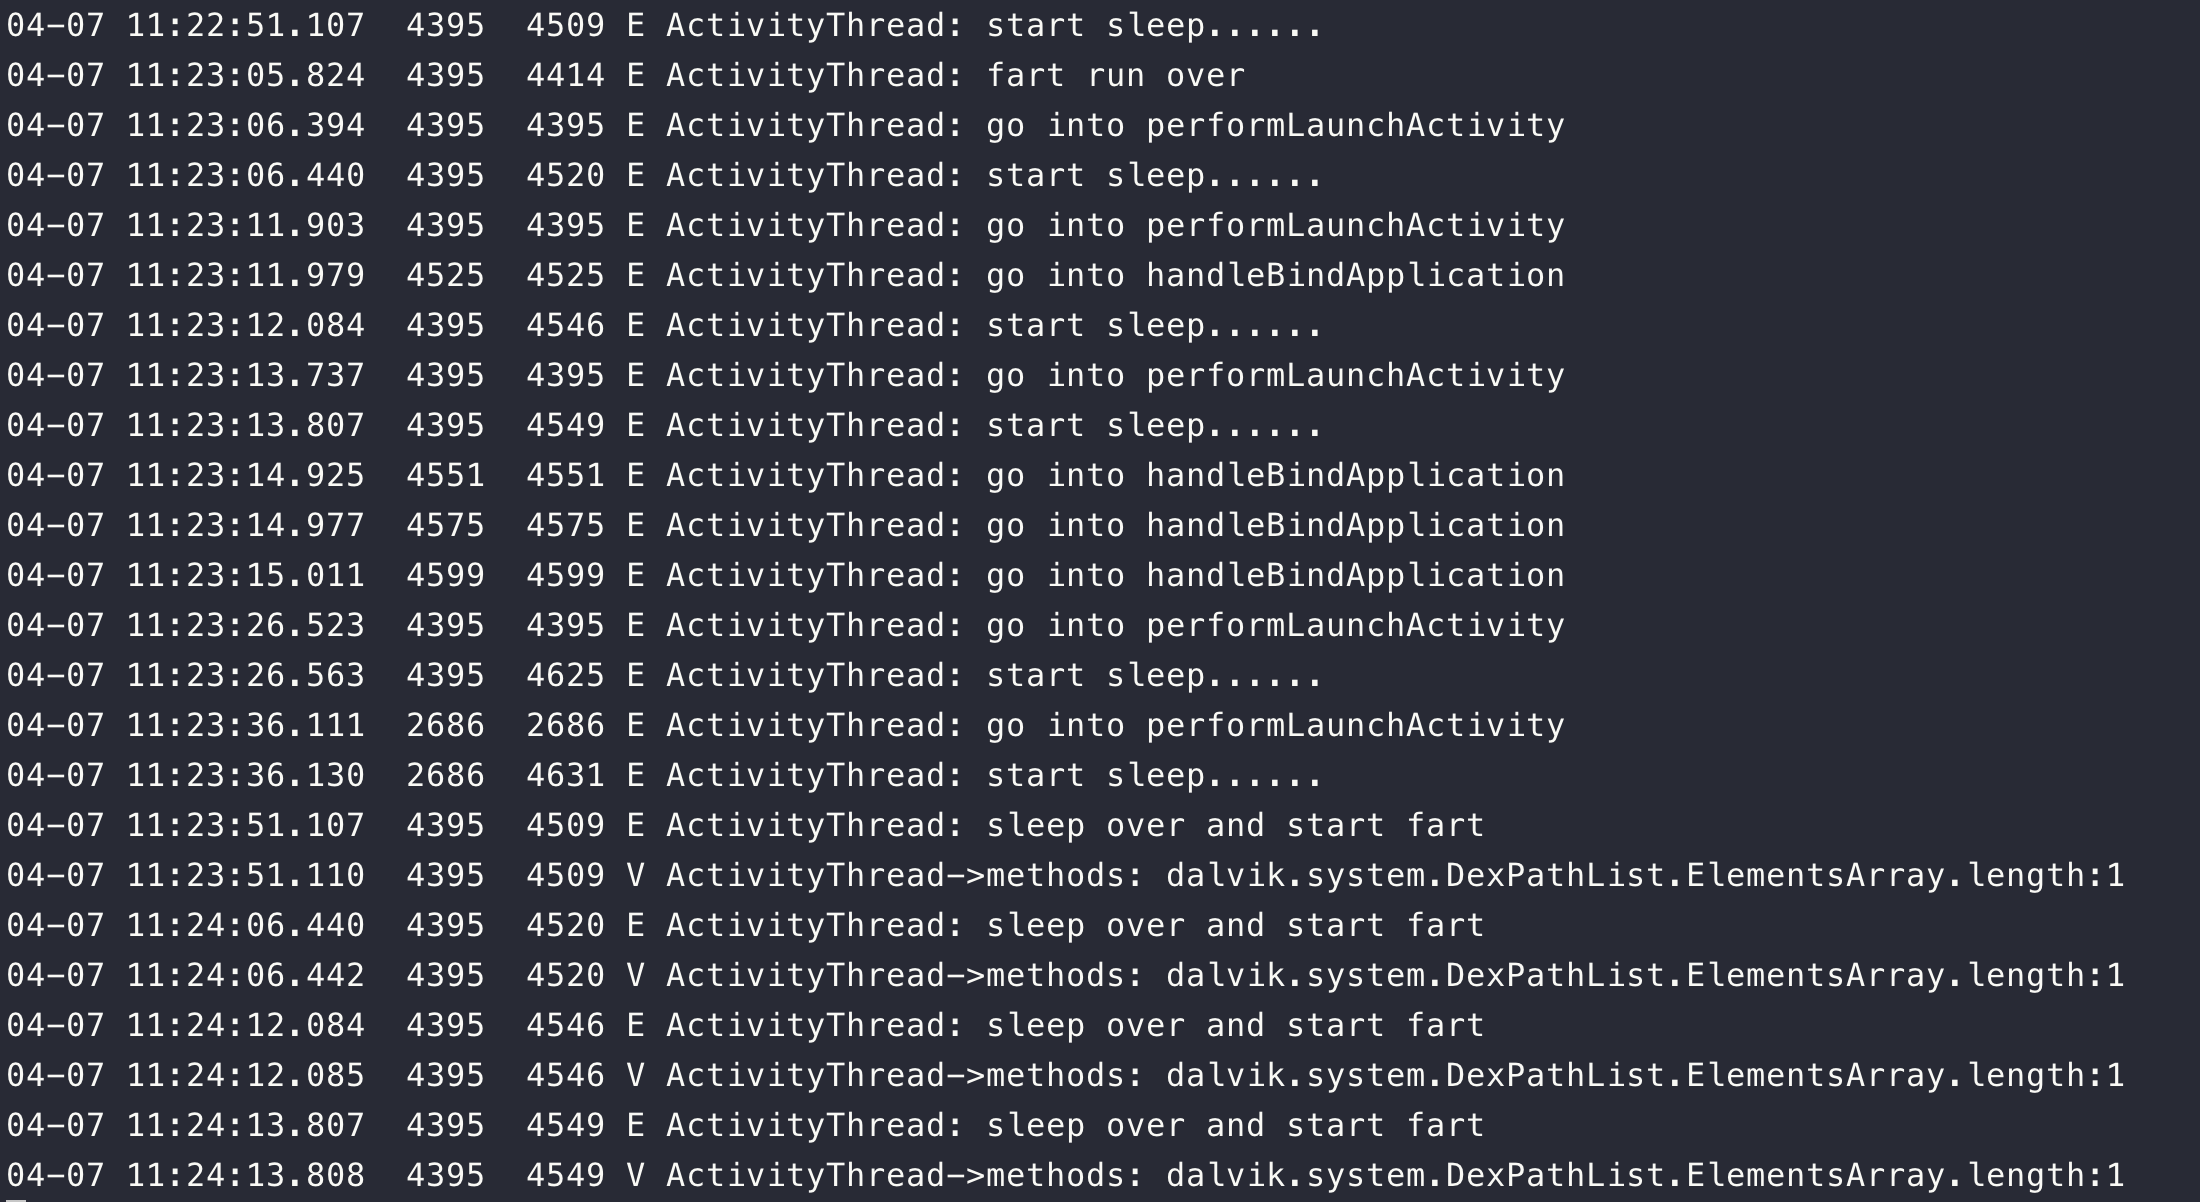 04-07 11:22:51.107  4395  4509 E ActivityThread: start sleep......
04-07 11:23:05.824  4395  4414 E ActivityThread: fart run over
04-07 11:23:06.394  4395  4395 E ActivityThread: go into performLaunchActivity
04-07 11:23:06.440  4395  4520 E ActivityThread: start sleep......
04-07 11:23:11.903  4395  4395 E ActivityThread: go into performLaunchActivity
04-07 11:23:11.979  4525  4525 E ActivityThread: go into handleBindApplication
04-07 11:23:12.084  4395  4546 E ActivityThread: start sleep......
04-07 11:23:13.737  4395  4395 E ActivityThread: go into performLaunchActivity
04-07 11:23:13.807  4395  4549 E ActivityThread: start sleep......
04-07 11:23:14.925  4551  4551 E ActivityThread: go into handleBindApplication
04-07 11:23:14.977  4575  4575 E ActivityThread: go into handleBindApplication
04-07 11:23:15.011  4599  4599 E ActivityThread: go into handleBindApplication
04-07 11:23:26.523  4395  4395 E ActivityThread: go into performLaunchActivity
04-07 11:23:26.563  4395  4625 E ActivityThread: start sleep......
04-07 11:23:36.111  2686  2686 E ActivityThread: go into performLaunchActivity
04-07 11:23:36.130  2686  4631 E ActivityThread: start sleep......
04-07 11:23:51.107  4395  4509 E ActivityThread: sleep over and start fart
04-07 11:23:51.110  4395  4509 V ActivityThread->methods: dalvik.system.DexPathList.ElementsArray.length:1
04-07 11:24:06.440  4395  4520 E ActivityThread: sleep over and start fart
04-07 11:24:06.442  4395  4520 V ActivityThread->methods: dalvik.system.DexPathList.ElementsArray.length:1
04-07 11:24:12.084  4395  4546 E ActivityThread: sleep over and start fart
04-07 11:24:12.085  4395  4546 V ActivityThread->methods: dalvik.system.DexPathList.ElementsArray.length:1
04-07 11:24:13.807  4395  4549 E ActivityThread: sleep over and start fart
04-07 11:24:13.808  4395  4549 V ActivityThread->methods: dalvik.system.DexPathList.ElementsArray.length:1